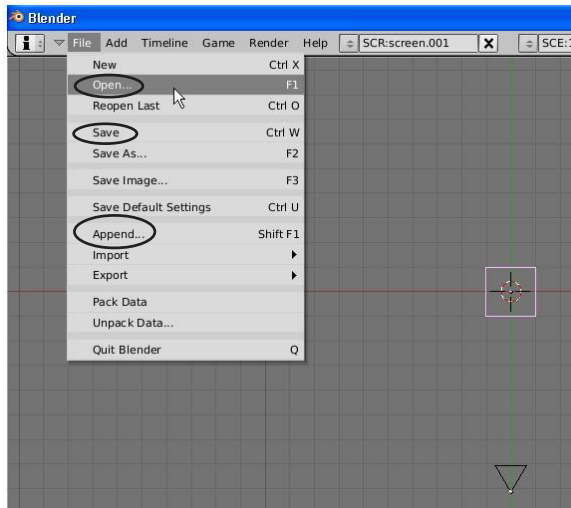 Blender
File Add Timeline Game Render Help SCR:screen.001 X SCE:
New Ctrl X
Open... F1
Reopen Last Ctrl O
Save Ctrl W
Save As... F2
Save Image... F3
Save Default Settings Ctrl U
Append... Shift F1
Import
Export
Pack Data
Unpack Data...
Quit Blender Q